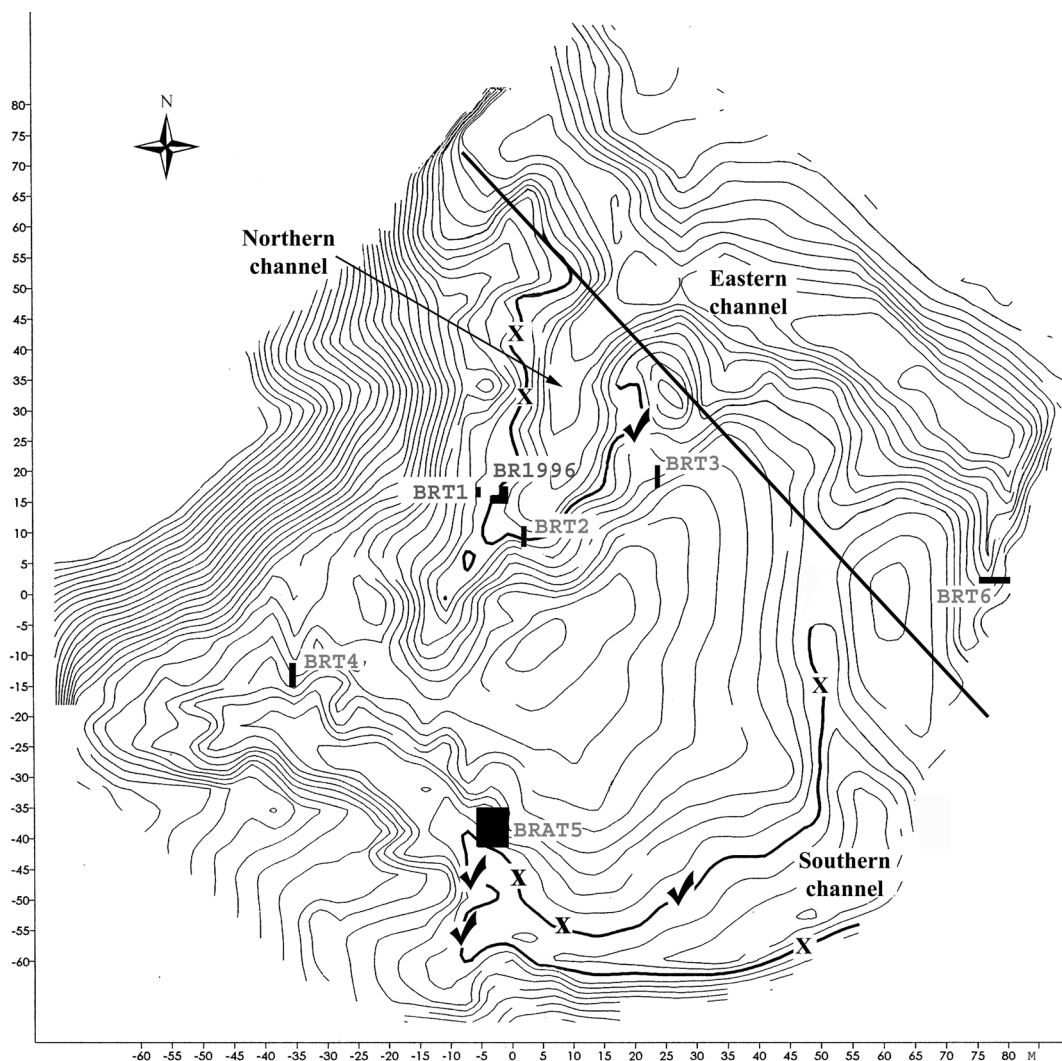 N
80
75
70
65
60
55
50
45
40
35
30
25
20
15
10
5
0
-5
-10
-15
-20
-25
-30
-35
-40
-45
-50
-55
-60
Northern
channel
Eastern
channel
X
X
BR1996
BRT1
BRT3
BRT2
BRT6
BRT4
X
BRAT5
X
Southern
channel
X
X
-60 -55 -50 -45 -40 -35 -30 -25 -20 -15 -10 -5 0 5 10 15 20 25 30 35 40 45 50 55 60 65 70 75 80 M